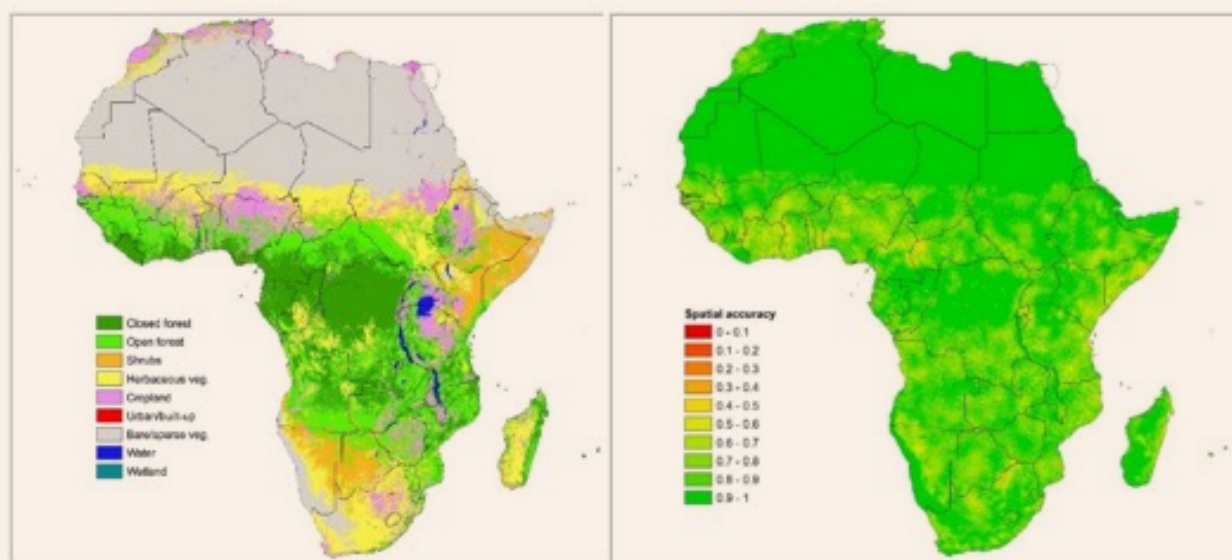 Closed forest
Open forest
Shrubs
Herbaceous veg.
Cropland
Urban/built-up
Bare/sparse veg.
Water
Wetland
Spatial accuracy
0 - 0.1
0.1 - 0.2
0.2 - 0.3
0.3 - 0.4
0.4 - 0.5
0.5 - 0.6
0.6 - 0.7
0.7 - 0.8
0.8 - 0.9
0.9 - 1